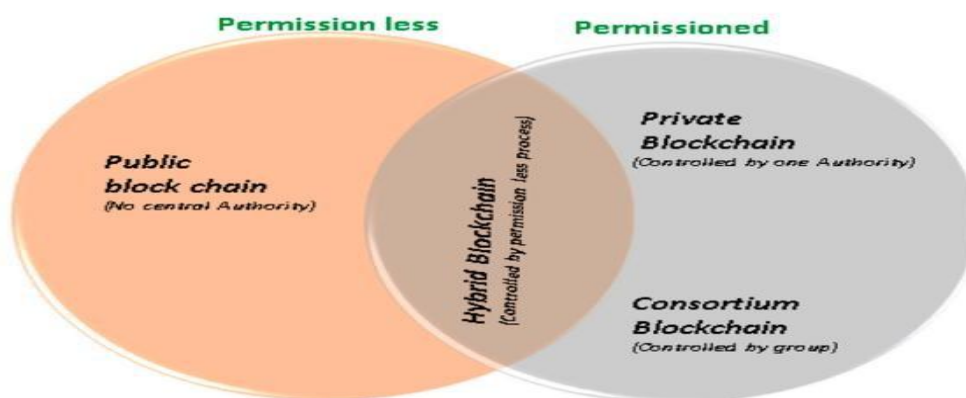 Permission less
Permissioned
Public
block chain
(No central Authority)
Hybrid Blockchain
(Controlled by permission less process)
Private
Blockchain
(Controlled by one Authority)
Consortium
Blockchain
(Controlled by group)